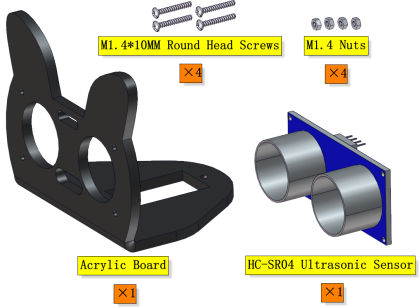 M1.4*10MM Round Head Screws
×4
M1.4 Nuts
×4
Acrylic Board
×1
HC-SR04 Ultrasonic Sensor
×1